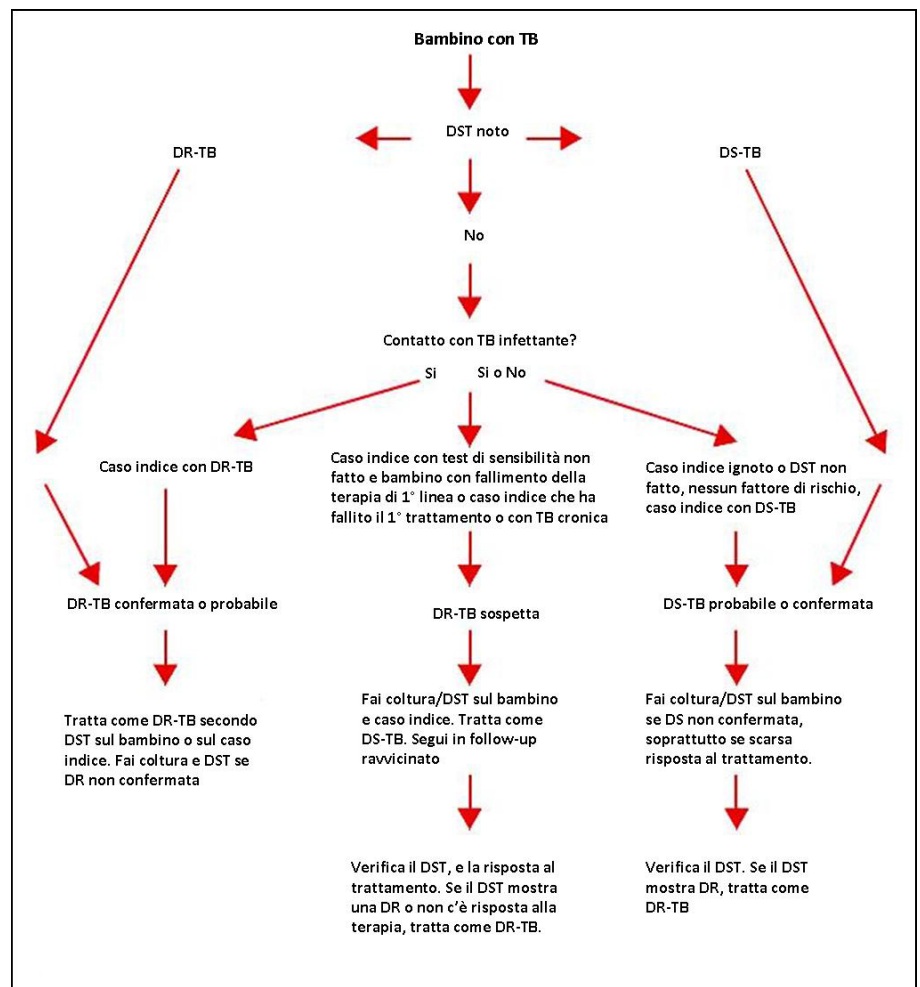 Bambino con TB
DST noto
DR-TB
DS-TB
No
Contatto con TB infettante?
Si
Si o No
Caso indice con DR-TB
Caso indice con test di sensibilità non
fatto e bambino con fallimento della
terapia di 1° linea o caso indice che ha
fallito il 1° trattamento o con TB cronica
Caso indice ignoto o DST non
fatto, nessun fattore di rischio,
caso indice con DS-TB
DR-TB confermata o probabile
DR-TB sospetta
DS-TB probabile o confermata
Tratta come DR-TB secondo
DST sul bambino o sul caso
indice. Fai coltura e DST se
DR non confermata
Fai coltura/DST sul bambino
e caso indice. Tratta come
DS-TB. Segui in follow-up
ravvicinato
Fai coltura/DST sul bambino
se DS non confermata,
soprattutto se scarsa
risposta al trattamento.
Verifica il DST, e la risposta al
trattamento. Se il DST mostra
una DR o non c'è risposta alla
terapia, tratta come DR-TB.
Verifica il DST. Se il DST
mostra DR, tratta come
DR-TB